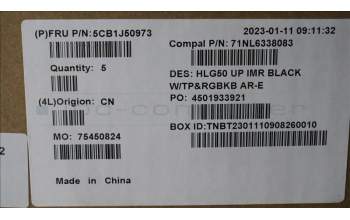 (P)FRU P/N:5CB1J50973
2023-01-11 09:11:32
Compal P/N: 71NL6338083
Quantity: 5
DES: HLG50 UP IMR BLACK
W/TP&RGBKB AR-E
(4L)Origion: CN
PO: 4501933921
MO: 75450824
BOX ID:TNBT2301110908260010
Made in China
2